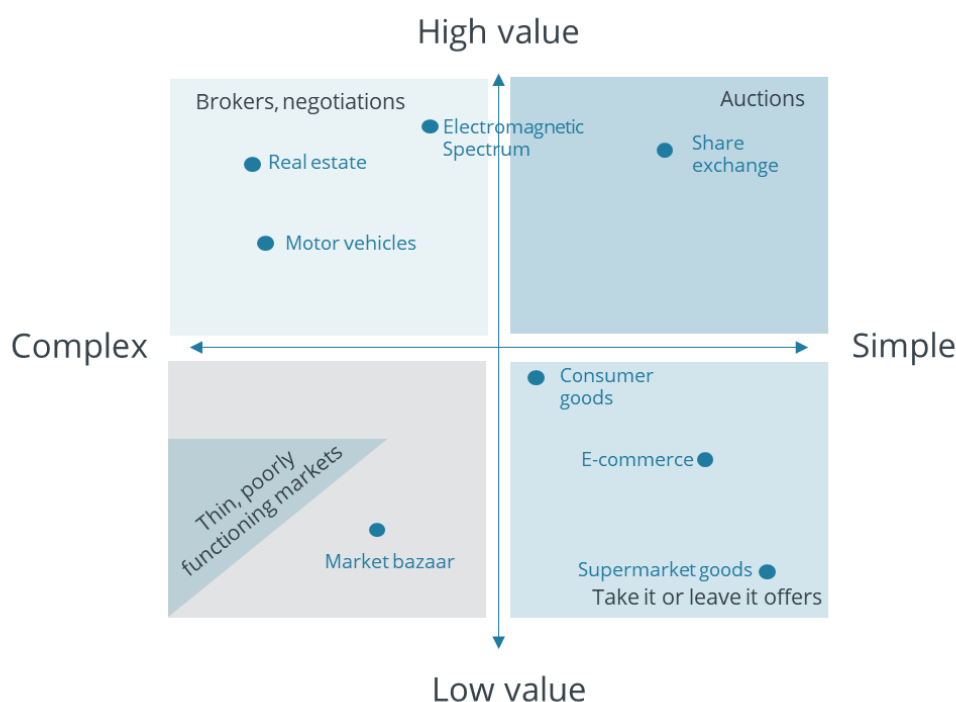 High value
Brokers, negotiations
Auctions
Electromagnetic
Spectrum
Share
exchange
Real estate
Motor vehicles
Complex
Simple
Consumer
goods
E-commerce
Thin, poorly
functioning markets
Market bazaar
Supermarket goods
Take it or leave it offers
Low value